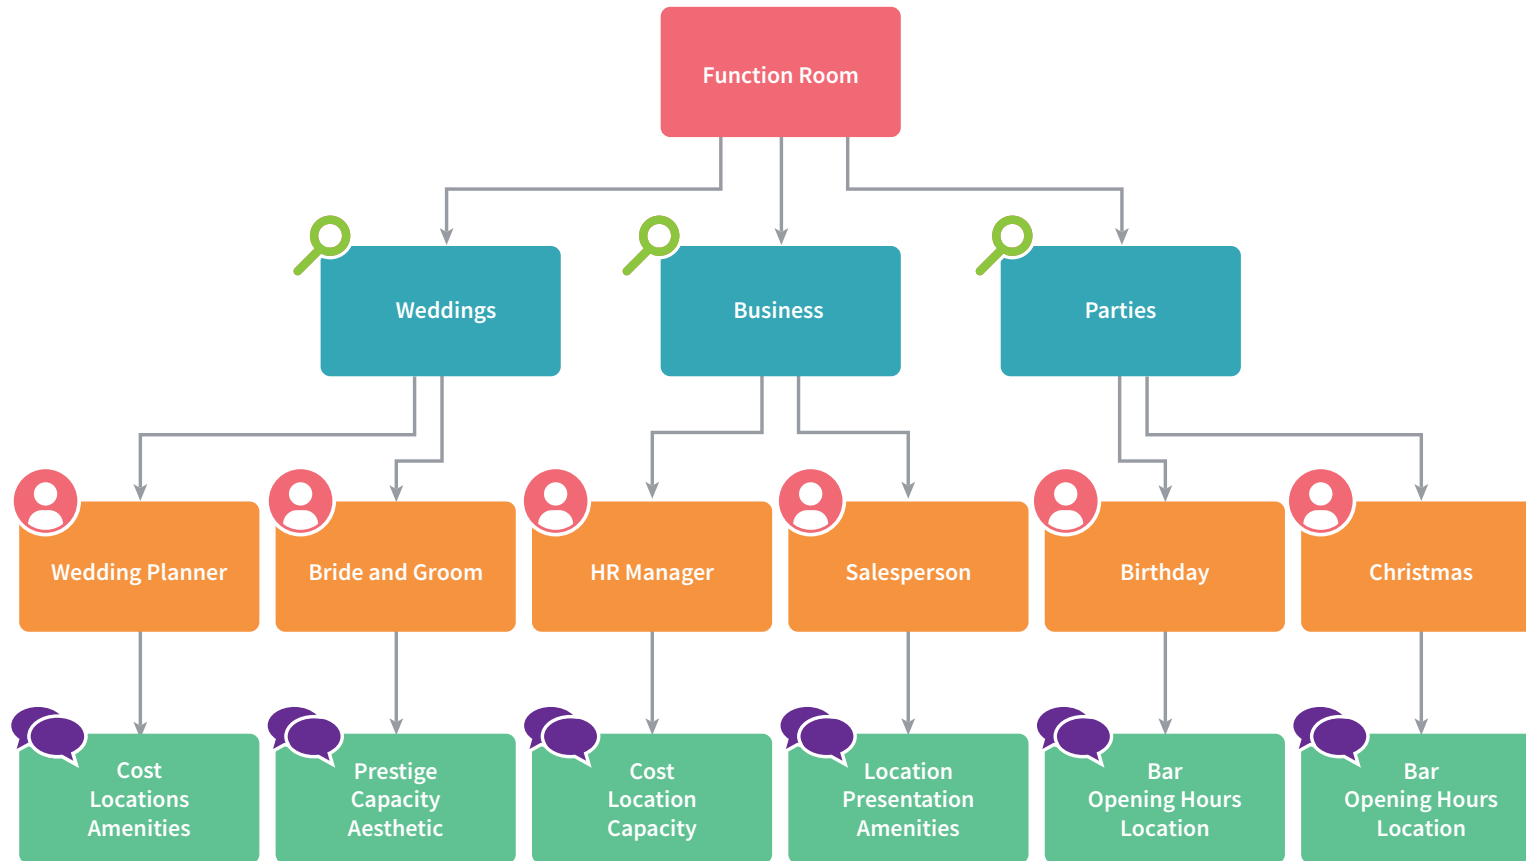 Function Room
Weddings
Business
Parties
Wedding Planner
Bride and Groom
HR Manager
Salesperson
Birthday
Christmas
Cost
Locations
Amenities
Prestige
Capacity
Aesthetic
Cost
Location
Capacity
Location
Presentation
Amenities
Bar
Opening Hours
Location
Bar
Opening Hours
Location